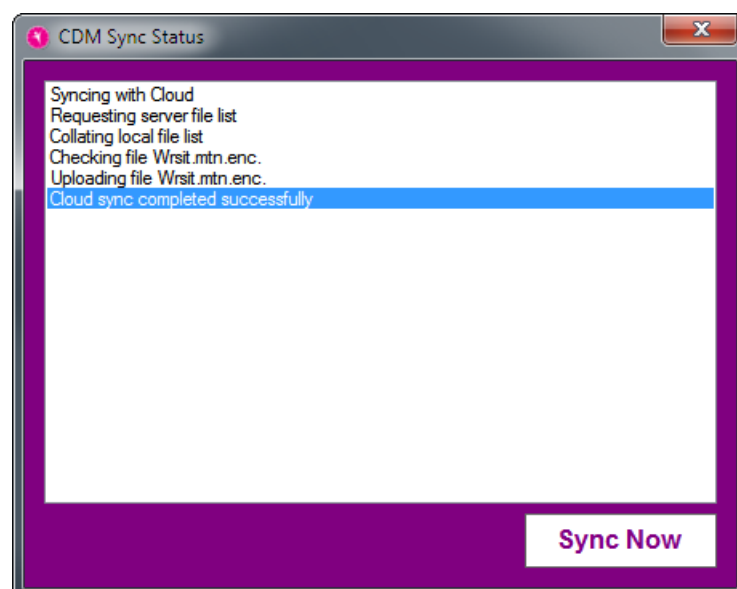 CDM Sync Status
Syncing with Cloud
Requesting server file list
Collating local file list
Checking file Wrsit.mtn.enc.
Uploading file Wrsit.mtn.enc.
Cloud sync completed successfully
Sync Now